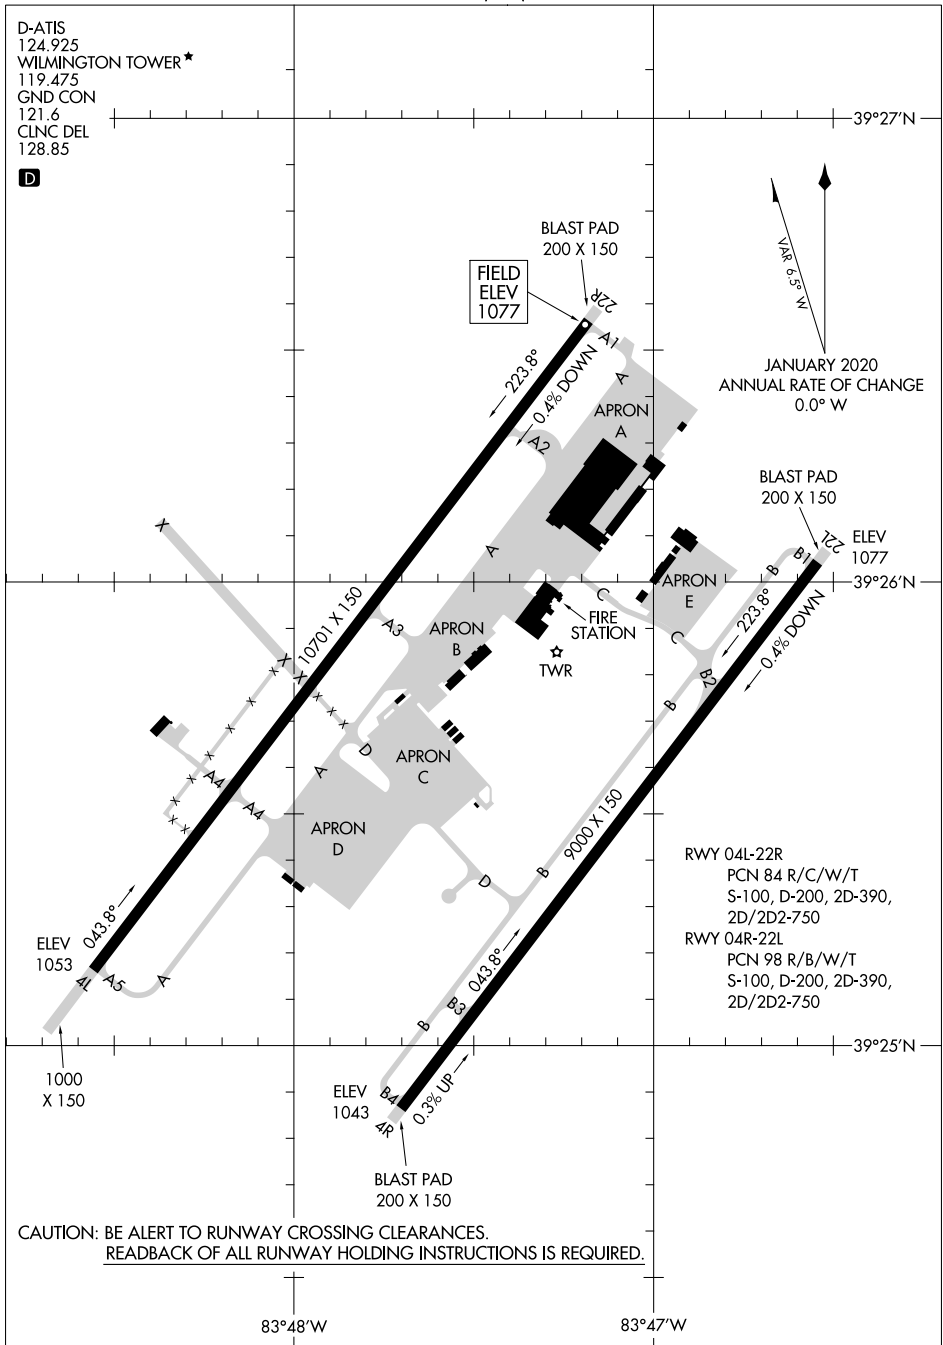 D-ATIS
124.925
WILMINGTON TOWER★
119.475
GND CON
121.6
CLNC DEL
128.85
D
39°27'N
VAR 6.5° W
JANUARY 2020
ANNUAL RATE OF CHANGE
0.0° W
BLAST PAD
200 X 150
FIELD
ELEV
1077
22R
A1
A
223.8°
0.4% DOWN
APRON
A
A2
BLAST PAD
200 X 150
22L
ELEV
1077
X
A
B1
B
39°26'N
10701 X 150
A3
APRON
B
C
FIRE
STATION
TWR
APRON
E
C
223.8°
0.4% DOWN
B2
B
X
X
X
X
X
X
X
X
X
X
X
X
X
X
D
A
APRON
C
A4
A4
APRON
D
9000 X 150
D
B
RWY 04L-22R
PCN 84 R/C/W/T
S-100, D-200, 2D-390,
2D/2D2-750
RWY 04R-22L
PCN 98 R/B/W/T
S-100, D-200, 2D-390,
2D/2D2-750
043.8°
ELEV
1053
4L
A5
A
043.8°
B3
B
39°25'N
1000
X 150
ELEV
1043
B4
4R
0.3% UP
BLAST PAD
200 X 150
CAUTION: BE ALERT TO RUNWAY CROSSING CLEARANCES.
READBACK OF ALL RUNWAY HOLDING INSTRUCTIONS IS REQUIRED.
83°48'W
83°47'W